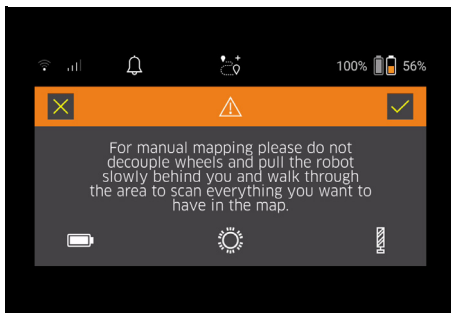 100% 56%
For manual mapping please do not
decouple wheels and pull the robot
slowly behind you and walk through
the area to scan everything you want to
have in the map.